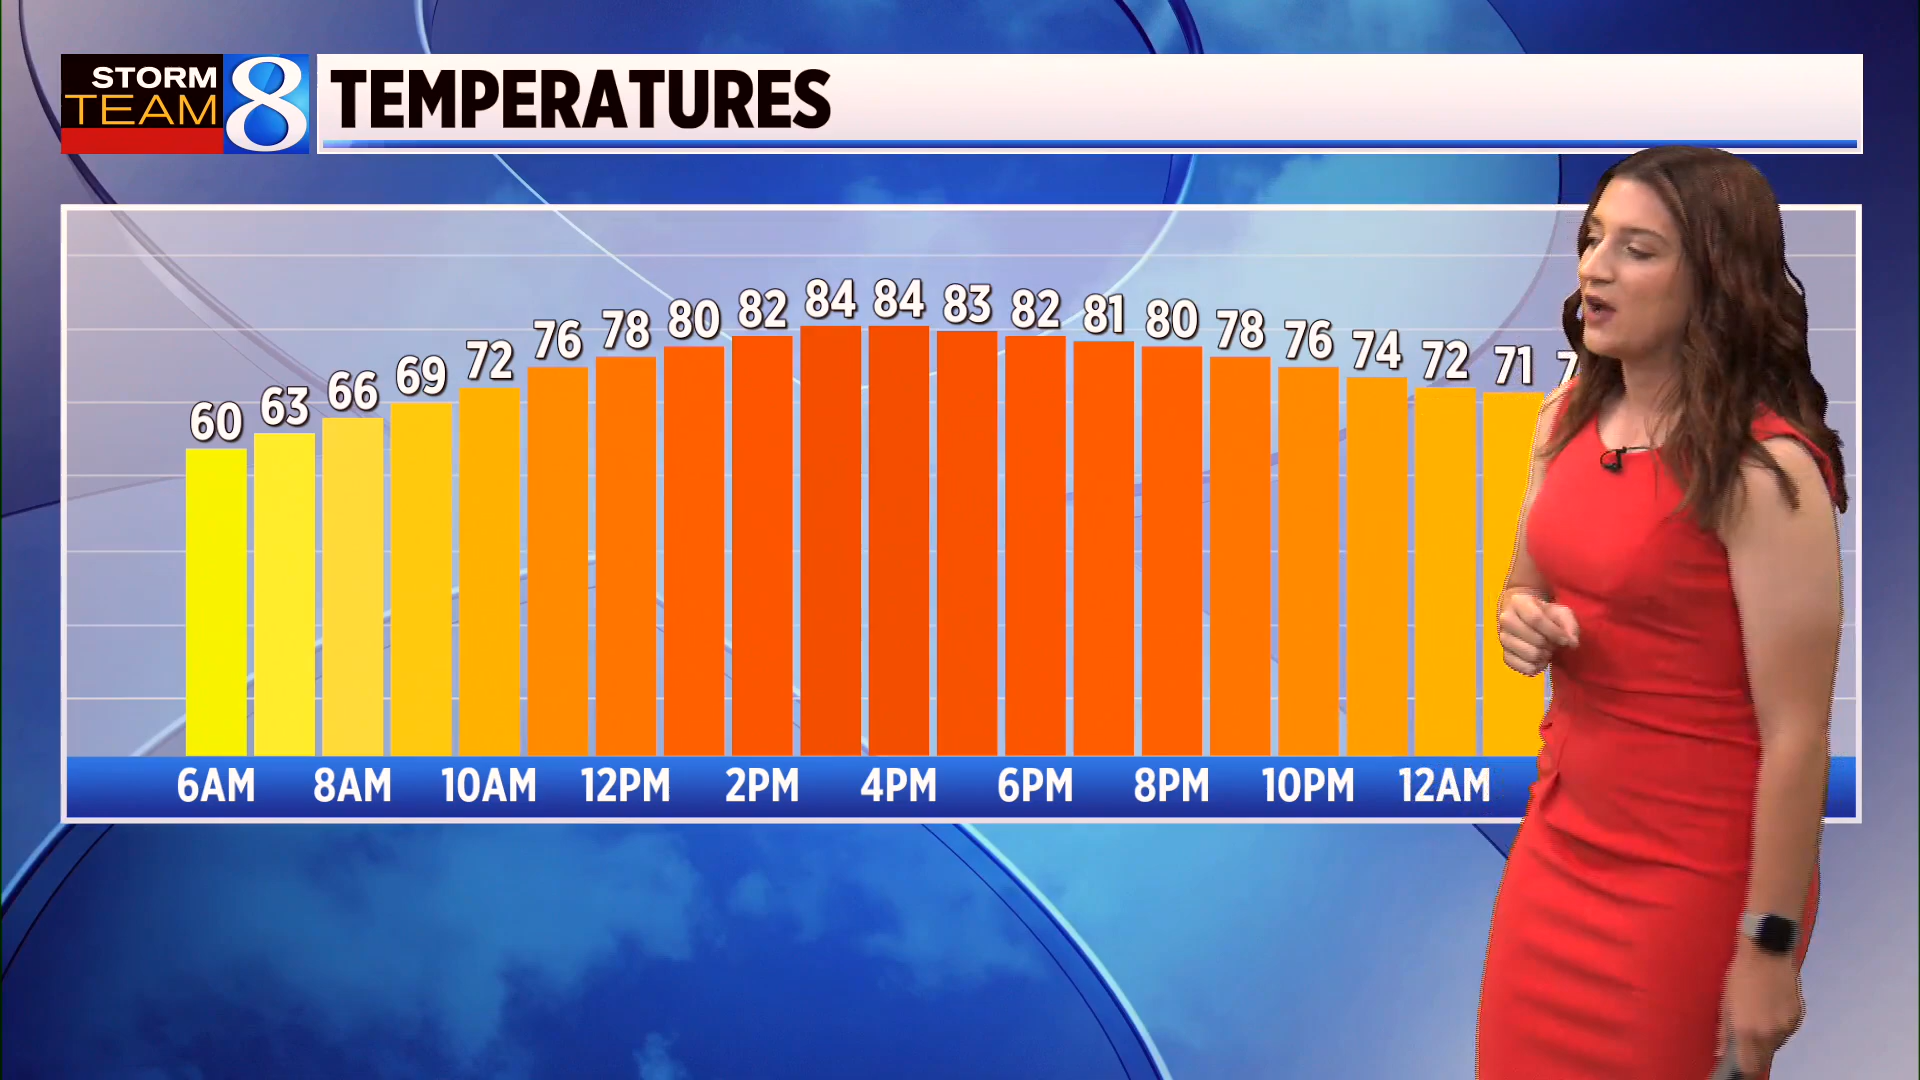 STORM
TEAM 8
TEMPERATURES
60 63 66 69 72 76 78 80 82 84 84 83 82 81 80 78 76 74 72 71
6AM 8AM 10AM 12PM 2PM 4PM 6PM 8PM 10PM 12AM